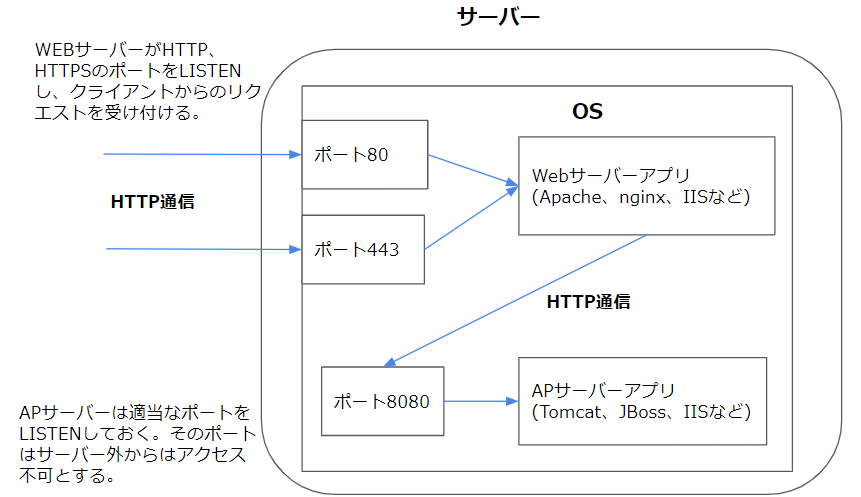 サーバー
WEBサーバーがHTTP、
HTTPSのポートをLISTEN
し、クライアントからのリク
エストを受け付ける。
OS
ポート80
Webサーバーアプリ
(Apache、nginx、IISなど)
HTTP通信
ポート443
HTTP通信
ポート8080
APサーバーアプリ
(Tomcat、JBoss、IISなど)
APサーバーは適当なポートを
LISTENしておく。そのポート
はサーバー外からはアクセス
不可とする。